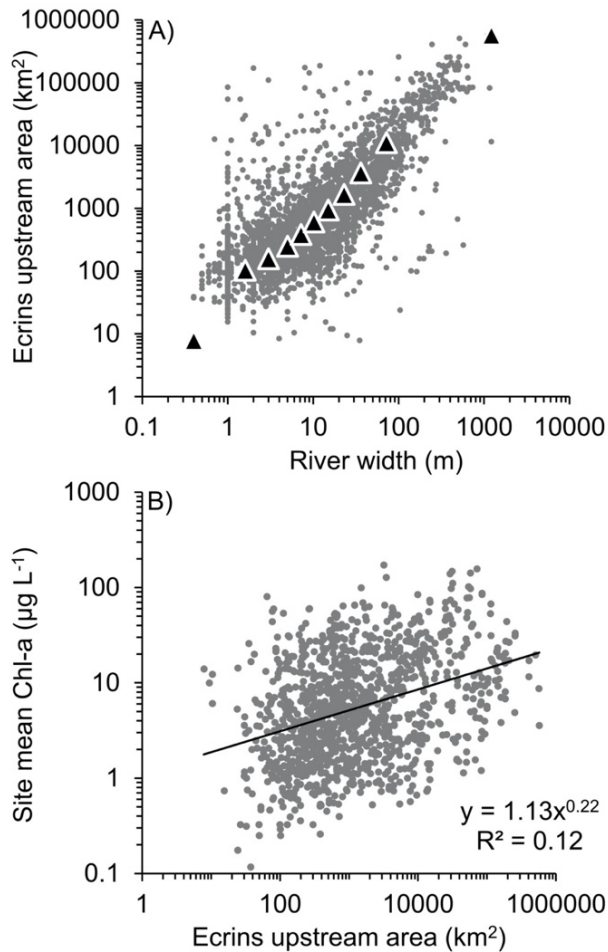 A)
Ecrins upstream area (km²)
1000000
100000
10000
1000
100
10
1
0.1 1 10 100 1000 10000
River width (m)
B)
Site mean Chl-a (µg L⁻¹)
1000
100
10
1
0.1
y = 1.13x⁰·²²
R² = 0.12
1 100 10000 1000000
Ecrins upstream area (km²)